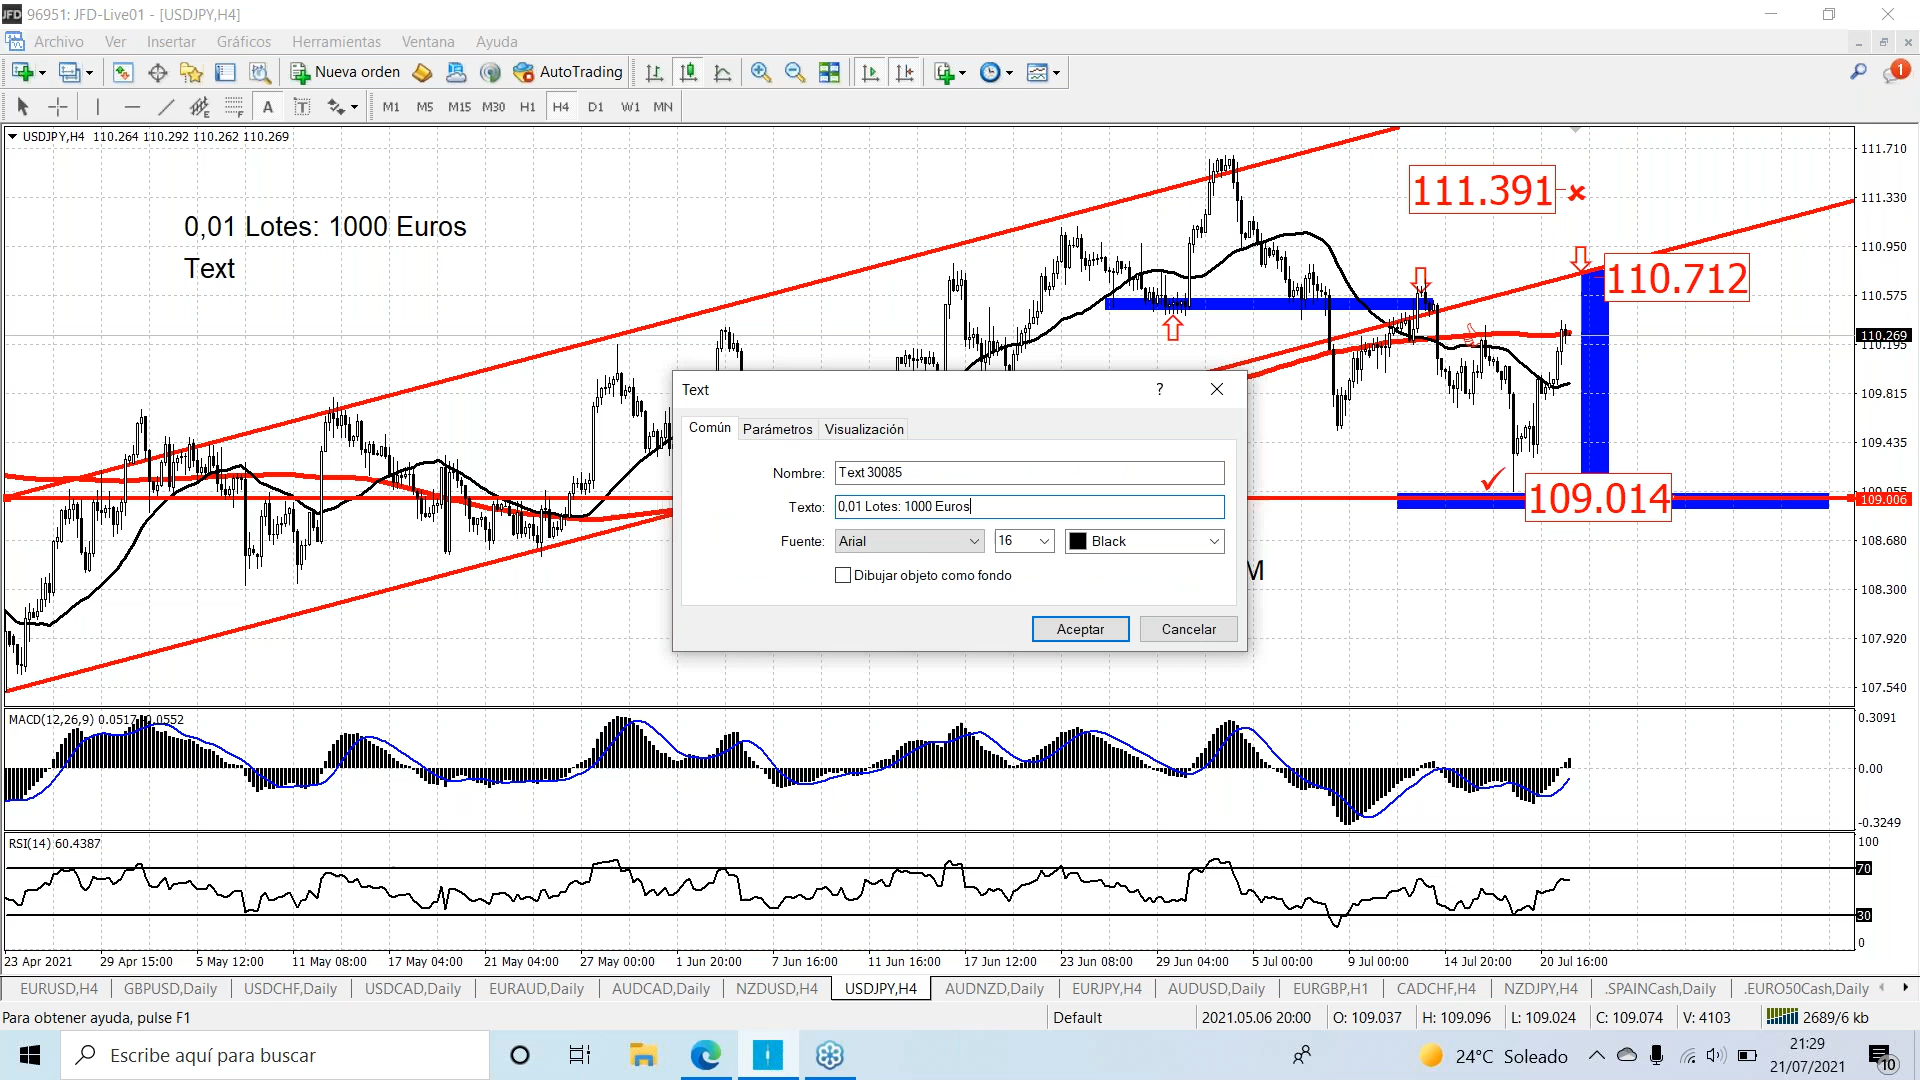 JFD 96951: JFD-Live01 - [USDJPY,H4]
Archivo Ver Insertar Gráficos Herramientas Ventana Ayuda
Nueva orden AutoTrading 1
A T M1 M5 M15 M30 H1 H4 D1 W1 MN
USDJPY,H4 110.264 110.292 110.262 110.269
0,01 Lotes: 1000 Euros
Text
111.391
110.712
109.014
M
111.710
111.330
110.950
110.575
110.269
110.195
109.815
109.435
109.055
109.006
108.680
108.300
107.920
107.540
Text ?
Común Parámetros Visualización
Nombre: Text 30085
Texto: 0,01 Lotes: 1000 Euros
Fuente: Arial 16 Black
Dibujar objeto como fondo
Aceptar Cancelar
MACD(12,26,9) 0.0517 0.0552
0.3091
0.00
-0.3249
RSI(14) 60.4387
100
70
30
0
23 Apr 2021 29 Apr 15:00 5 May 12:00 11 May 08:00 17 May 04:00 21 May 04:00 27 May 00:00 1 Jun 20:00 7 Jun 16:00 11 Jun 16:00 17 Jun 12:00 23 Jun 08:00 29 Jun 04:00 5 Jul 00:00 9 Jul 00:00 14 Jul 20:00 20 Jul 16:00
EURUSD,H4 GBPUSD,Daily USDCHF,Daily USDCAD,Daily EURAUD,Daily AUDCAD,Daily NZDUSD,H4 USDJPY,H4 AUDNZD,Daily EURJPY,H4 AUDUSD,Daily EURGBP,H1 CADCHF,H4 NZDJPY,H4 .SPAINCash,Daily .EURO50Cash,Daily
Para obtener ayuda, pulse F1 Default 2021.05.06 20:00 O: 109.037 H: 109.096 L: 109.024 C: 109.074 V: 4103 2689/6 kb
Escribe aquí para buscar 24°C Soleado 21:29
21/07/2021 10